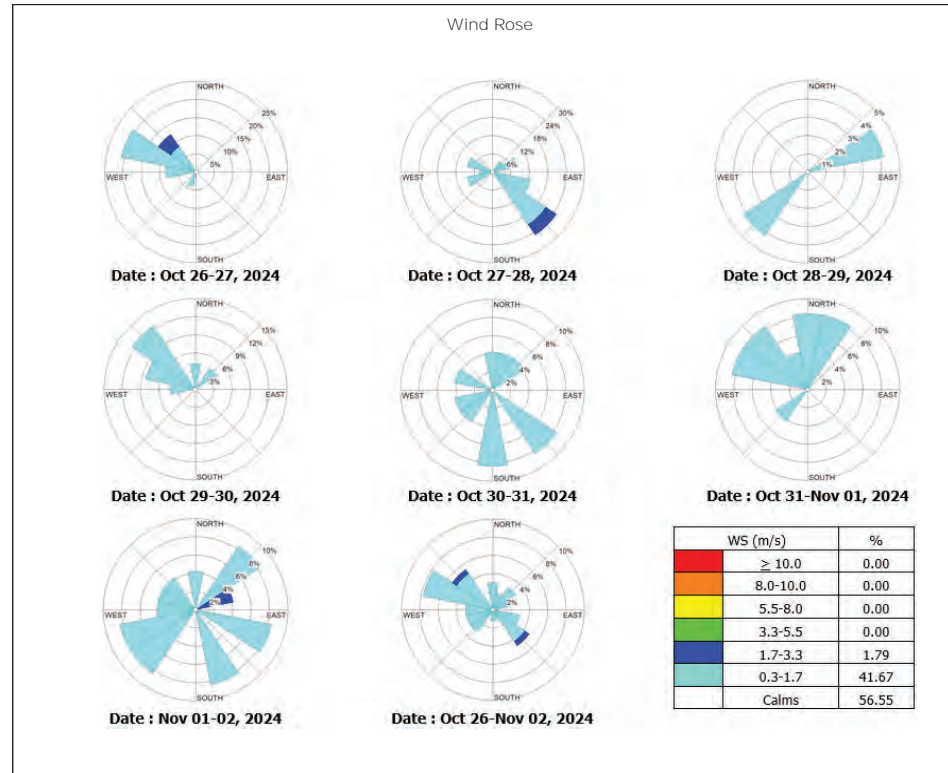 Wind Rose
NORTH
25%
20%
15%
10%
5%
WEST
EAST
SOUTH
Date : Oct 26-27, 2024
NORTH
30%
24%
18%
12%
6%
WEST
EAST
SOUTH
Date : Oct 27-28, 2024
NORTH
5%
4%
3%
2%
1%
WEST
EAST
SOUTH
Date : Oct 28-29, 2024
NORTH
15%
12%
9%
6%
3%
WEST
EAST
SOUTH
Date : Oct 29-30, 2024
NORTH
10%
8%
6%
4%
2%
WEST
EAST
SOUTH
Date : Oct 30-31, 2024
NORTH
10%
8%
6%
4%
2%
WEST
EAST
SOUTH
Date : Oct 31-Nov 01, 2024
NORTH
10%
8%
6%
4%
2%
WEST
EAST
SOUTH
Date : Nov 01-02, 2024
NORTH
10%
8%
6%
4%
2%
WEST
EAST
SOUTH
Date : Oct 26-Nov 02, 2024
WS (m/s) %
≥ 10.0 0.00
8.0-10.0 0.00
5.5-8.0 0.00
3.3-5.5 0.00
1.7-3.3 1.79
0.3-1.7 41.67
Calms 56.55